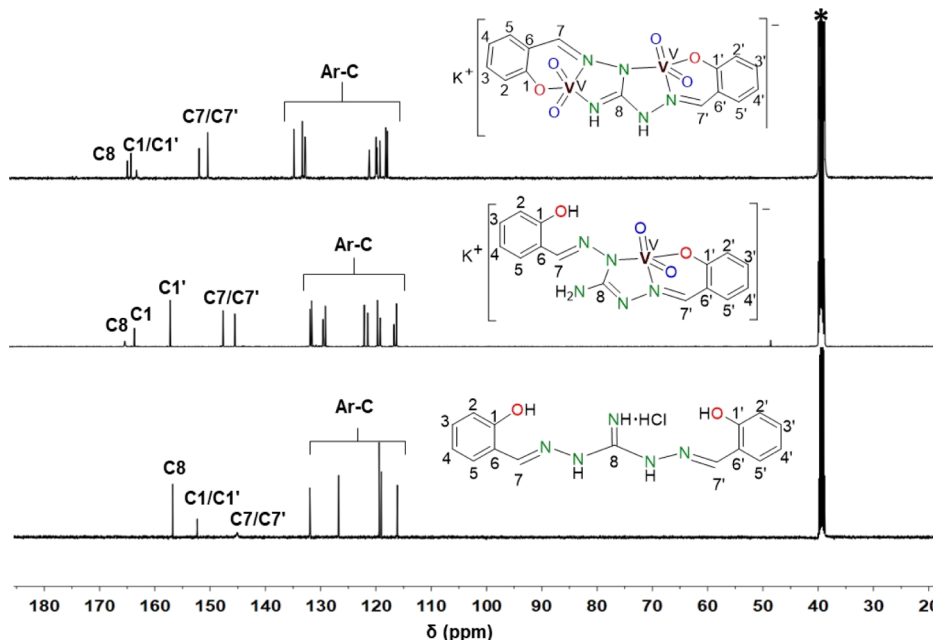 *
C8
C1/C1'
C7/C7'
Ar-C
K+
5
4
3
2
1
6
7
N
N
O
O
O
V
V
NH
8
N
H
N
7'
V
V
O
O
O
1'
2'
3'
4'
5'
6'
−
C8
C1
C1'
C7/C7'
Ar-C
K+
2
3
4
5
6
1
OH
7
N
N
H2N
8
N
N
O
V
V
O
O
1'
2'
3'
4'
5'
6'
7'
−
C8
C1/C1'
C7/C7'
Ar-C
2
3
4
5
6
1
OH
7
N
N
H
NH·HCl
8
N
H
N
7'
HO
1'
2'
3'
4'
5'
6'
180 170 160 150 140 130 120 110 100 90 80 70 60 50 40 30 20
δ (ppm)